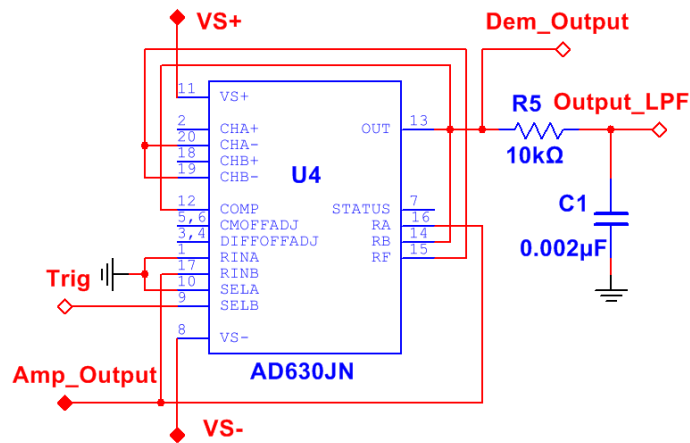 VS+
Dem_Output
11
VS+
2
CHA+
20
CHA-
18
CHB+
19
CHB-
OUT
13
R5
10kΩ
Output_LPF
U4
12
COMP
5,6
CMOFFADJ
3,4
DIFFOFFADJ
1
RINA
17
RINB
10
SELA
9
SELB
8
VS-
STATUS
7
RA
16
RB
14
RF
15
C1
0.002µF
Trig
Amp_Output
AD630JN
VS-